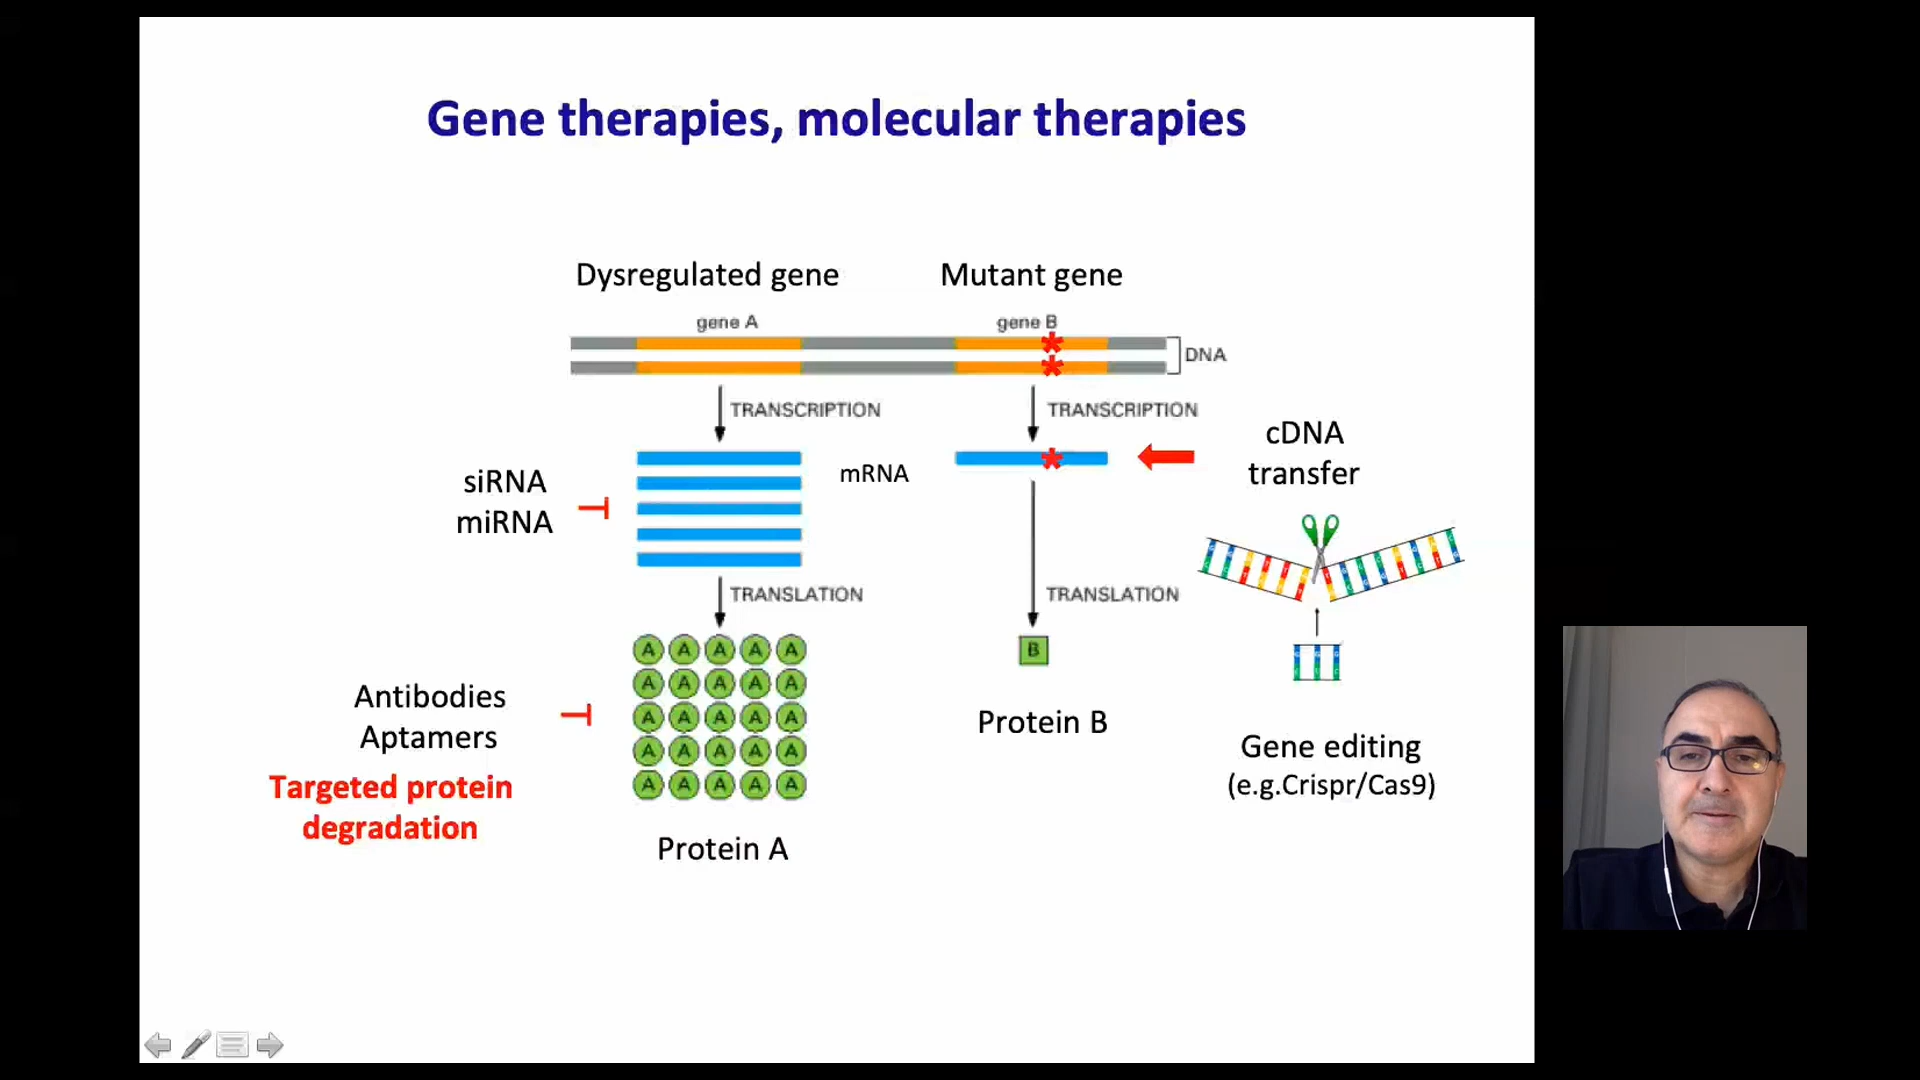 Gene therapies, molecular therapies
Dysregulated gene
Mutant gene
gene A
gene B
DNA
TRANSCRIPTION
TRANSCRIPTION
cDNA
transfer
siRNA
miRNA
mRNA
TRANSLATION
TRANSLATION
A A A A A
A A A A A
A A A A A
A A A A A
A A A A A
B
Antibodies
Aptamers
Targeted protein
degradation
Protein A
Protein B
Gene editing
(e.g.Crispr/Cas9)